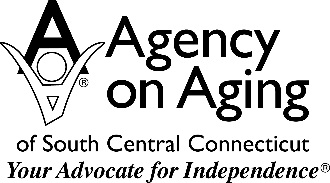 Agency
on Aging
®
of South Central Connecticut
Your Advocate for Independence®